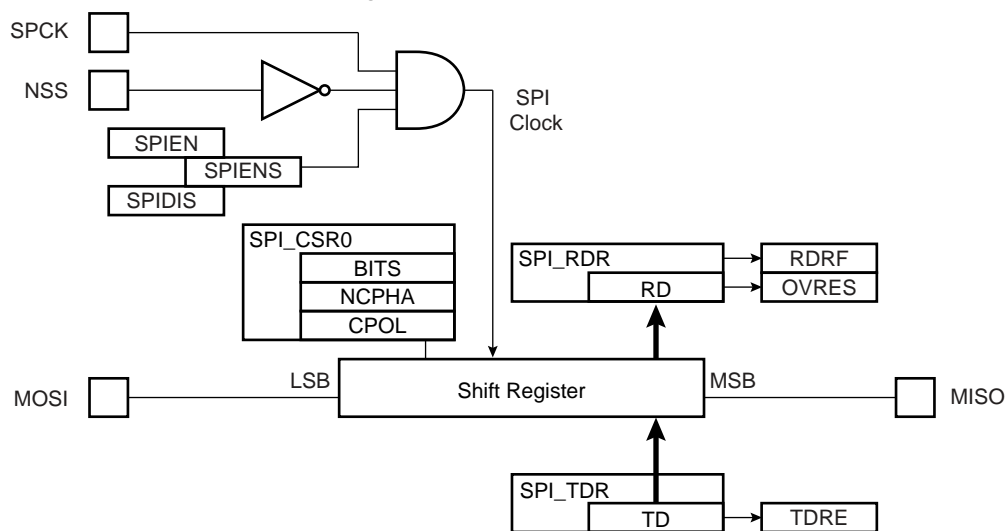 SPCK
NSS
SPI
Clock
SPIEN
SPIENS
SPIDIS
SPI_CSR0
BITS
NCPHA
CPOL
SPI_RDR
RD
RDRF
OVRES
LSB
Shift Register
MSB
MOSI
MISO
SPI_TDR
TD
TDRE